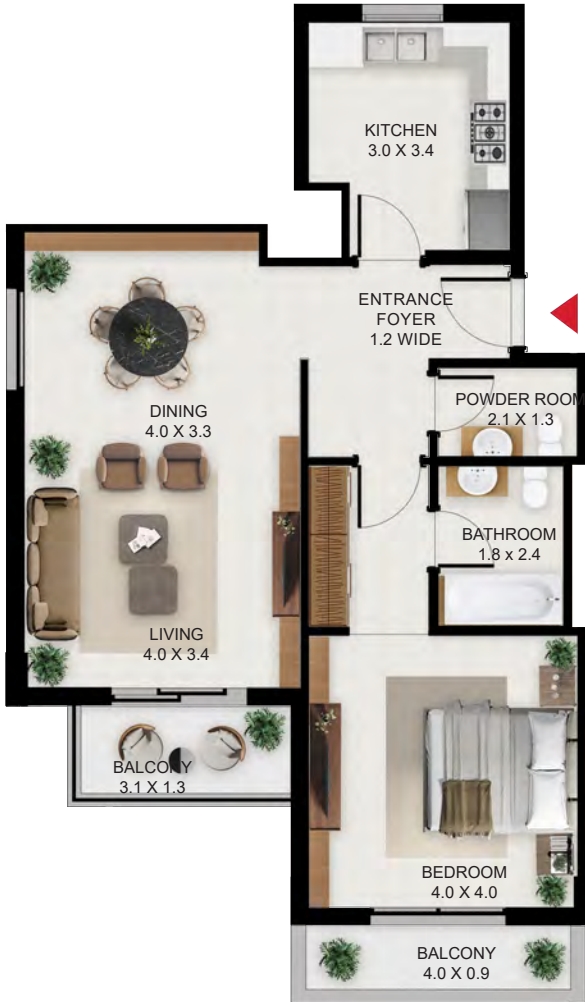 KITCHEN
3.0 X 3.4
ENTRANCE
FOYER
1.2 WIDE
POWDER ROOM
2.1 X 1.3
DINING
4.0 X 3.3
BATHROOM
1.8 x 2.4
LIVING
4.0 X 3.4
BALCONY
3.1 X 1.3
BEDROOM
4.0 X 4.0
BALCONY
4.0 X 0.9